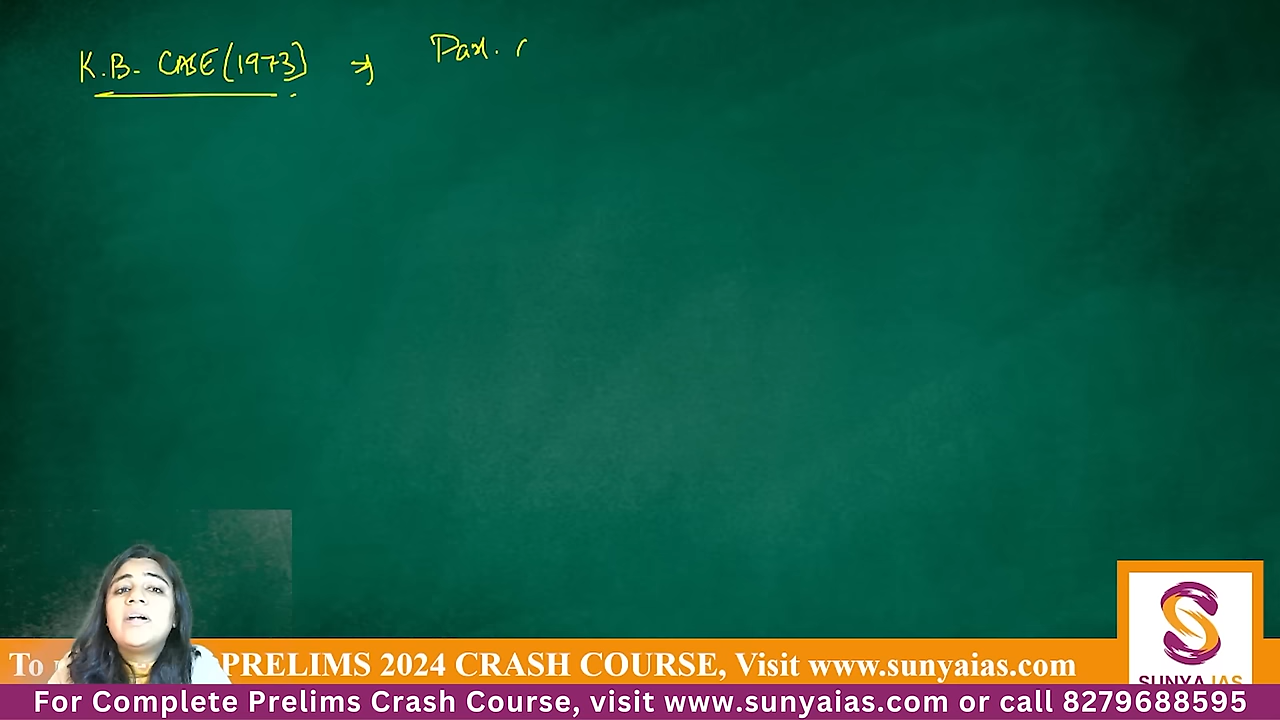 K.B. CASE (1973) → Parl. c
To PRELIMS 2024 CRASH COURSE, Visit www.sunyaias.com
SUNYA IAS
For Complete Prelims Crash Course, visit www.sunyaias.com or call 8279688595